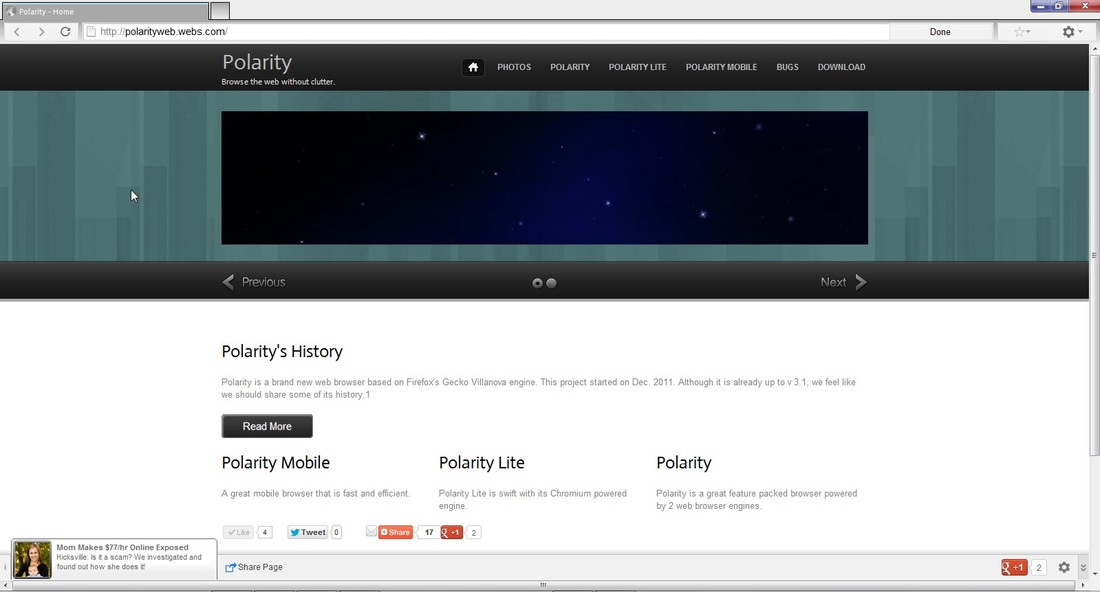 Polarity - Home
http://polarityweb.webs.com/
Done
Polarity
Browse the web without clutter.
PHOTOS POLARITY POLARITY LITE POLARITY MOBILE BUGS DOWNLOAD
Previous
Next
Polarity's History
Polarity is a brand new web browser based on Firefox's Gecko Villanova engine. This project started on Dec. 2011. Although it is already up to v 3.1, we feel like
we should share some of its history.1
Read More
Polarity Mobile
A great mobile browser that is fast and efficient.
Polarity Lite
Polarity Lite is swift with its Chromium powered
engine.
Polarity
Polarity is a great feature packed browser powered
by 2 web browser engines.
Like 4 Tweet 0 Share 17 +1 2
Mom Makes $77/hr Online Exposed
Hicksville: Is it a scam? We investigated and
found out how she does it!
Share Page
+1 2